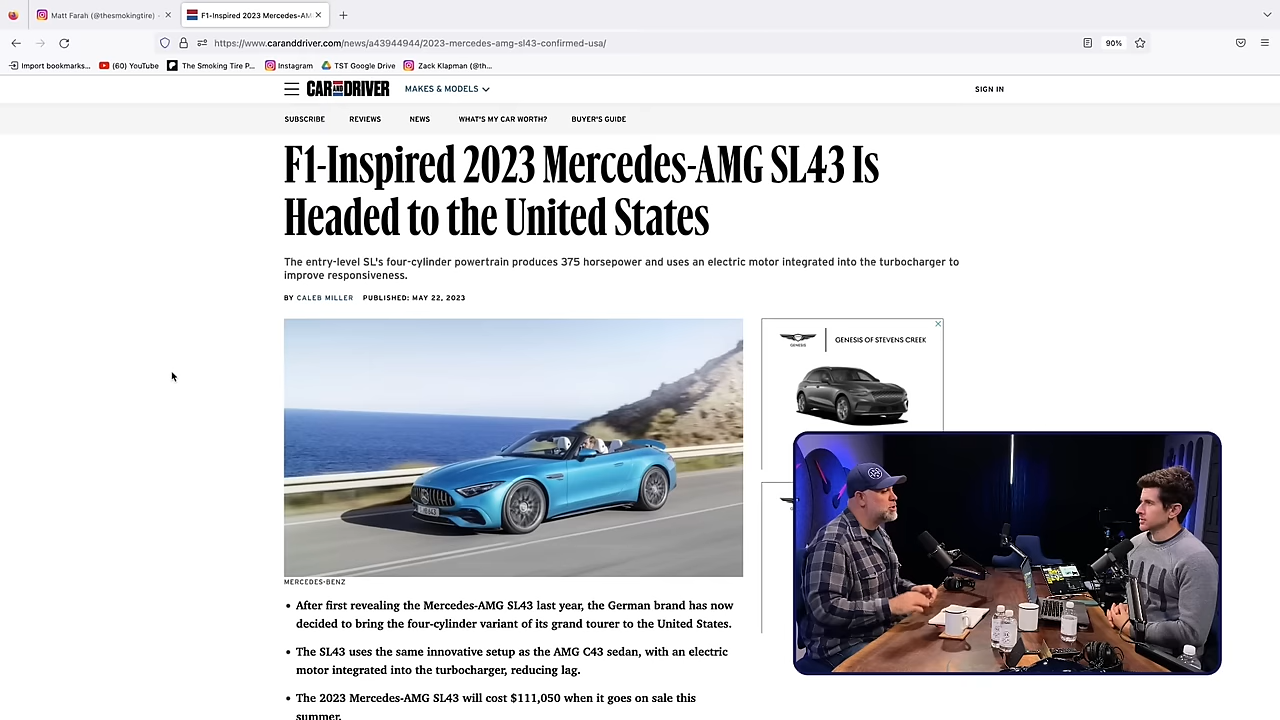 Matt Farah (@thesmokingtire) -
F1-Inspired 2023 Mercedes-AM
https://www.caranddriver.com/news/a43944944/2023-mercedes-amg-sl43-confirmed-usa/
90%
Import bookmarks...
(60) YouTube
The Smoking Tire P...
Instagram
TST Google Drive
Zack Klapman (@th...
CAR AND DRIVER
MAKES & MODELS
SIGN IN
SUBSCRIBE
REVIEWS
NEWS
WHAT'S MY CAR WORTH?
BUYER'S GUIDE
F1-Inspired 2023 Mercedes-AMG SL43 Is
Headed to the United States
The entry-level SL's four-cylinder powertrain produces 375 horsepower and uses an electric motor integrated into the turbocharger to
improve responsiveness.
BY CALEB MILLER PUBLISHED: MAY 22, 2023
GENESIS
GENESIS OF STEVENS CREEK
MERCEDES-BENZ
• After first revealing the Mercedes-AMG SL43 last year, the German brand has now
decided to bring the four-cylinder variant of its grand tourer to the United States.
• The SL43 uses the same innovative setup as the AMG C43 sedan, with an electric
motor integrated into the turbocharger, reducing lag.
• The 2023 Mercedes-AMG SL43 will cost $111,050 when it goes on sale this
summer.